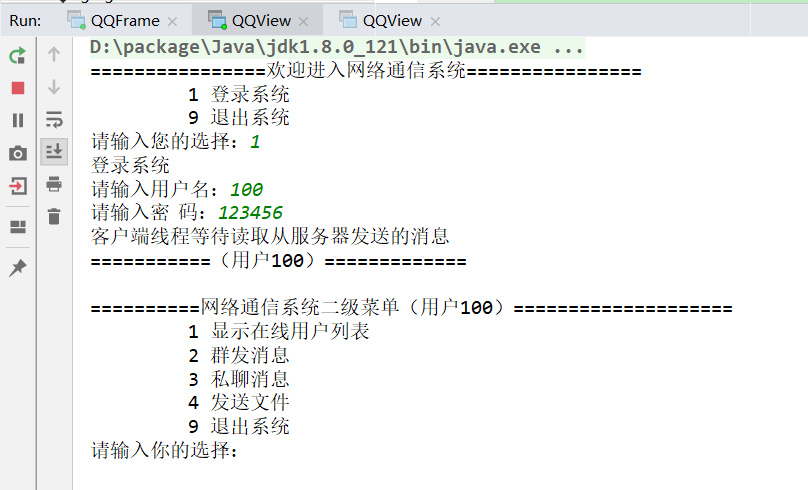 Run: QQFrame × QQView × QQView ×
D:\package\Java\jdk1.8.0_121\bin\java.exe ...
================欢迎进入网络通信系统================
1 登录系统
9 退出系统
请输入您的选择：1
登录系统
请输入用户名：100
请输入密 码：123456
客户端线程等待读取从服务器发送的消息
===========（用户100）=============
==========网络通信系统二级菜单（用户100）====================
1 显示在线用户列表
2 群发消息
3 私聊消息
4 发送文件
9 退出系统
请输入你的选择：